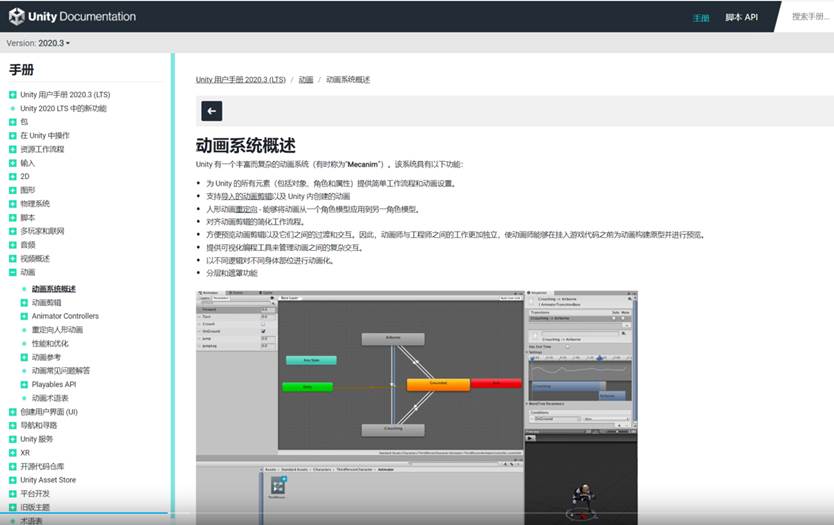 Unity Documentation
手册
脚本 API
搜索手册...
Version: 2020.3
手册
Unity 用户手册 2020.3 (LTS)
Unity 2020 LTS 中的新功能
包
在 Unity 中操作
资源工作流程
输入
2D
图形
物理系统
脚本
多玩家和联网
音频
视频概述
动画
动画系统概述
动画剪辑
Animator Controllers
重定向人形动画
性能和优化
动画参考
动画常见问题解答
Playables API
动画术语表
创建用户界面 (UI)
导航和寻路
Unity 服务
XR
开源代码仓库
Unity Asset Store
平台开发
旧版主题
术语表
Unity 用户手册 2020.3 (LTS) / 动画 / 动画系统概述
动画系统概述
Unity 有一个丰富而复杂的动画系统（有时称为“Mecanim”）。该系统具有以下功能：
为 Unity 的所有元素（包括对象、角色和属性）提供简单工作流程和动画设置。
支持导入的动画剪辑以及 Unity 内创建的动画
人形动画重定向 - 能够将动画从一个角色模型应用到另一角色模型。
对齐动画剪辑的简化工作流程。
方便预览动画剪辑以及它们之间的过渡和交互。因此，动画师与工程师之间的工作更加独立，使动画师能够在挂入游戏代码之前为动画构建原型并进行预览。
提供可视化编程工具来管理动画之间的复杂交互。
以不同逻辑对不同身体部位进行动画化。
分层和遮罩功能
Airborne
Any State
Entry
Grounded
Exit
Crouching
Forward
Turn
Crouch
OnGround
Jump
JumpLeg
Base Layer
Inspector
Crouching -> Airborne
Transitions
Crouching -> Airborne
Has Exit Time
Settings
Crouching
Airborne
Conditions
OnGround